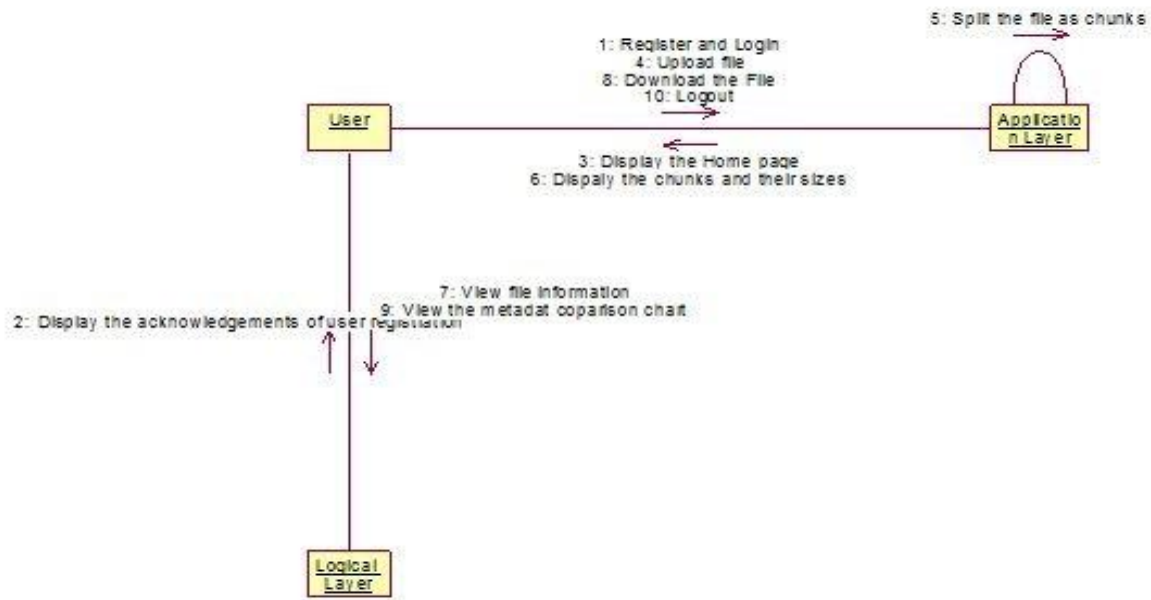 5: Split the file as chunks
1: Register and Login
4: Upload file
8: Download the File
10: Logout
User
Applicatio
n Layer
3: Display the Home page
6: Dispaly the chunks and their sizes
7: View file information
9: View the metadat coparison chart
2: Display the acknowledgements of user registration
Logical
Layer